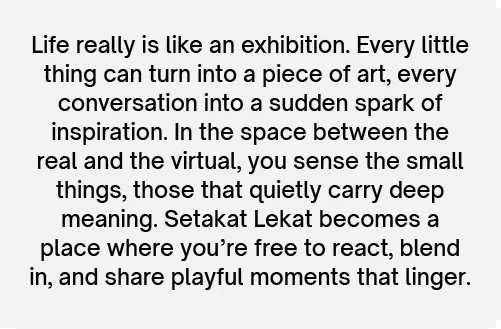 Life really is like an exhibition. Every little
thing can turn into a piece of art, every
conversation into a sudden spark of
inspiration. In the space between the
real and the virtual, you sense the small
things, those that quietly carry deep
meaning. Setakat Lekat becomes a
place where you’re free to react, blend
in, and share playful moments that linger.